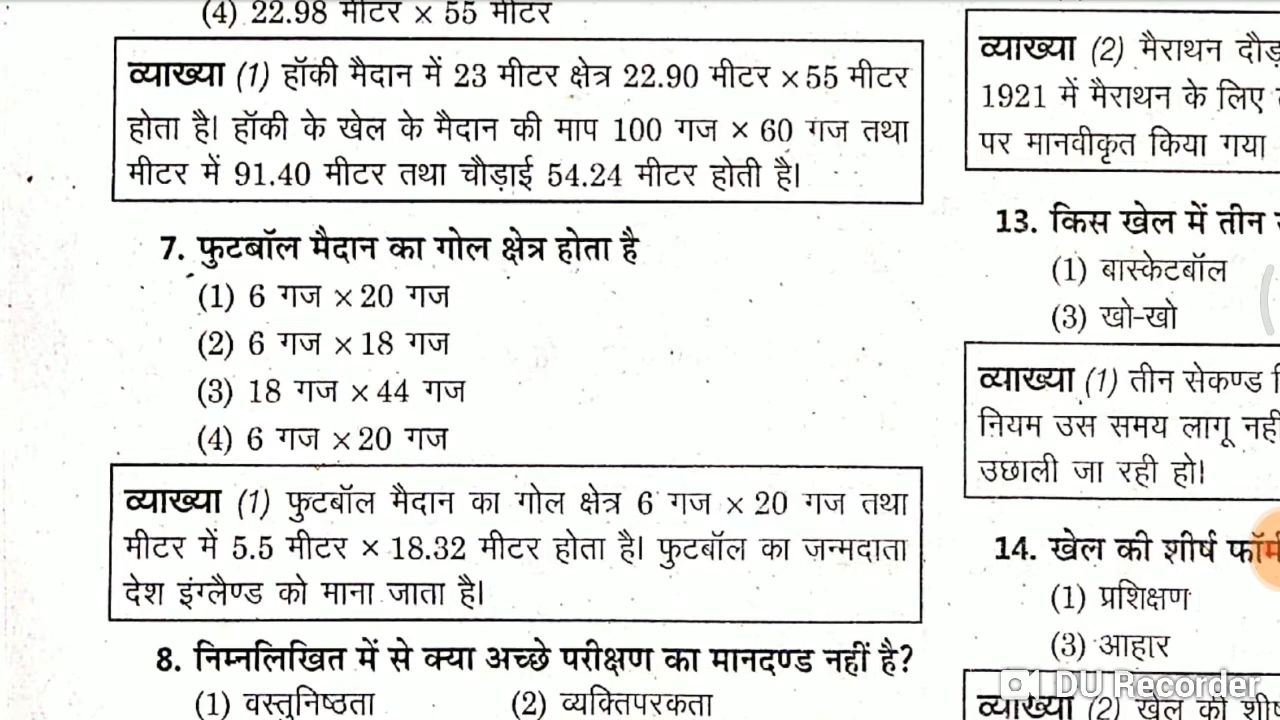 (4) 22.98 मीटर × 55 मीटर
व्याख्या (1) हॉकी मैदान में 23 मीटर क्षेत्र 22.90 मीटर × 55 मीटर
होता है। हॉकी के खेल के मैदान की माप 100 गज × 60 गज तथा
मीटर में 91.40 मीटर तथा चौड़ाई 54.24 मीटर होती है।
7. फुटबॉल मैदान का गोल क्षेत्र होता है
(1) 6 गज × 20 गज
(2) 6 गज × 18 गज
(3) 18 गज × 44 गज
(4) 6 गज × 20 गज
व्याख्या (1) फुटबॉल मैदान का गोल क्षेत्र 6 गज × 20 गज तथा
मीटर में 5.5 मीटर × 18.32 मीटर होता है। फुटबॉल का जन्मदाता
देश इंग्लैण्ड को माना जाता है।
8. निम्नलिखित में से क्या अच्छे परीक्षण का मानदण्ड नहीं है?
(1) वस्तुनिष्ठता (2) व्यक्तिपरकता
व्याख्या (2) मैराथन दौड़
1921 में मैराथन के लिए
पर मानवीकृत किया गया
13. किस खेल में तीन
(1) बास्केटबॉल
(3) खो-खो
व्याख्या (1) तीन सेकण्ड
नियम उस समय लागू नहीं
उछाली जा रही हो।
14. खेल की शीर्ष फॉर्म
(1) प्रशिक्षण
(3) आहार
व्याख्या (2) खेल की शीर्ष
DU Recorder